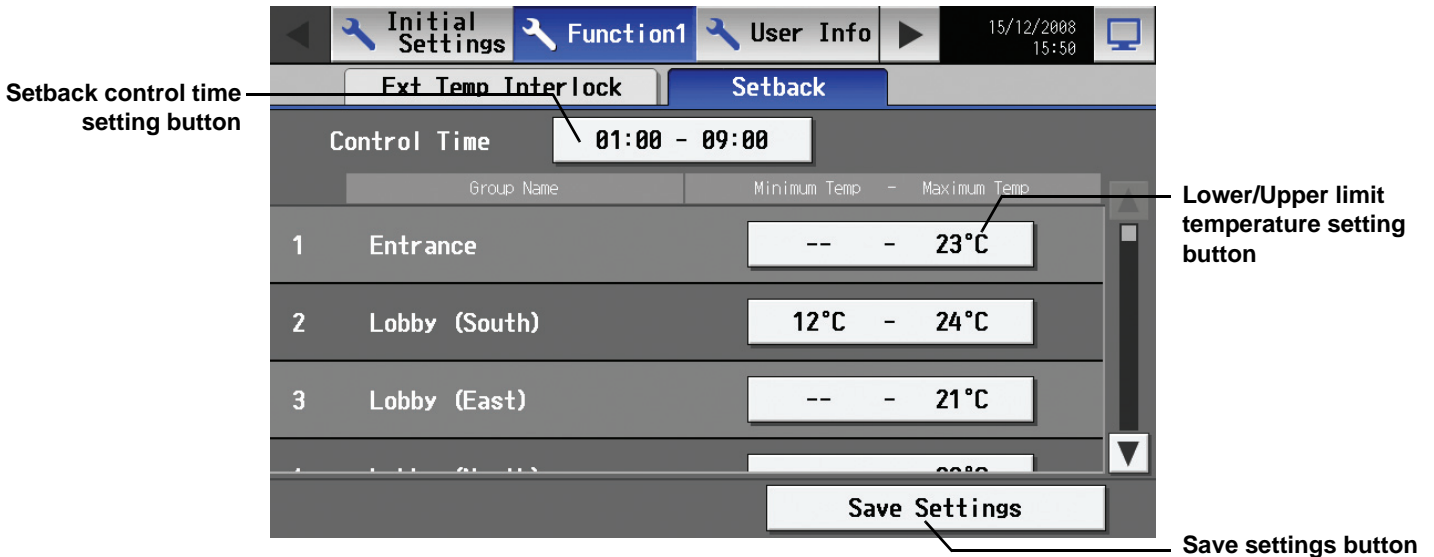 Initial Settings
Function1
User Info
15/12/2008
15:50
Ext Temp Interlock
Setback
Setback control time
setting button
Control Time
01:00 - 09:00
Group Name
Minimum Temp - Maximum Temp
Lower/Upper limit
temperature setting
button
1 Entrance -- - 23°C
2 Lobby (South) 12°C - 24°C
3 Lobby (East) -- - 21°C
Save Settings
Save settings button